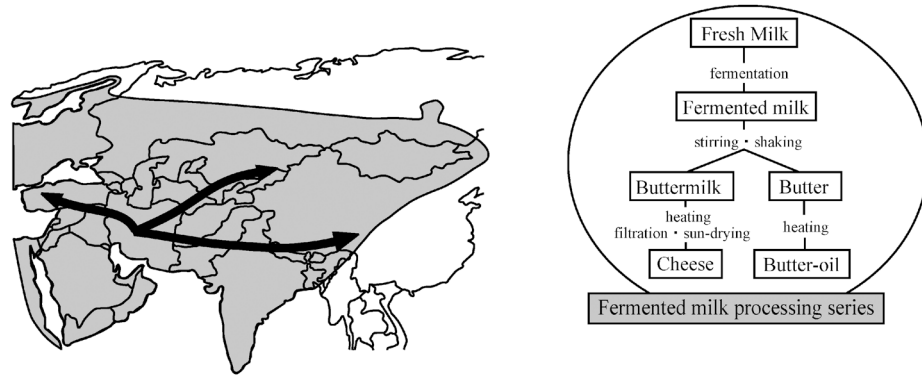 Fresh Milk
fermentation
Fermented milk
stirring・shaking
Buttermilk
Butter
heating
filtration・sun-drying
heating
Cheese
Butter-oil
Fermented milk processing series